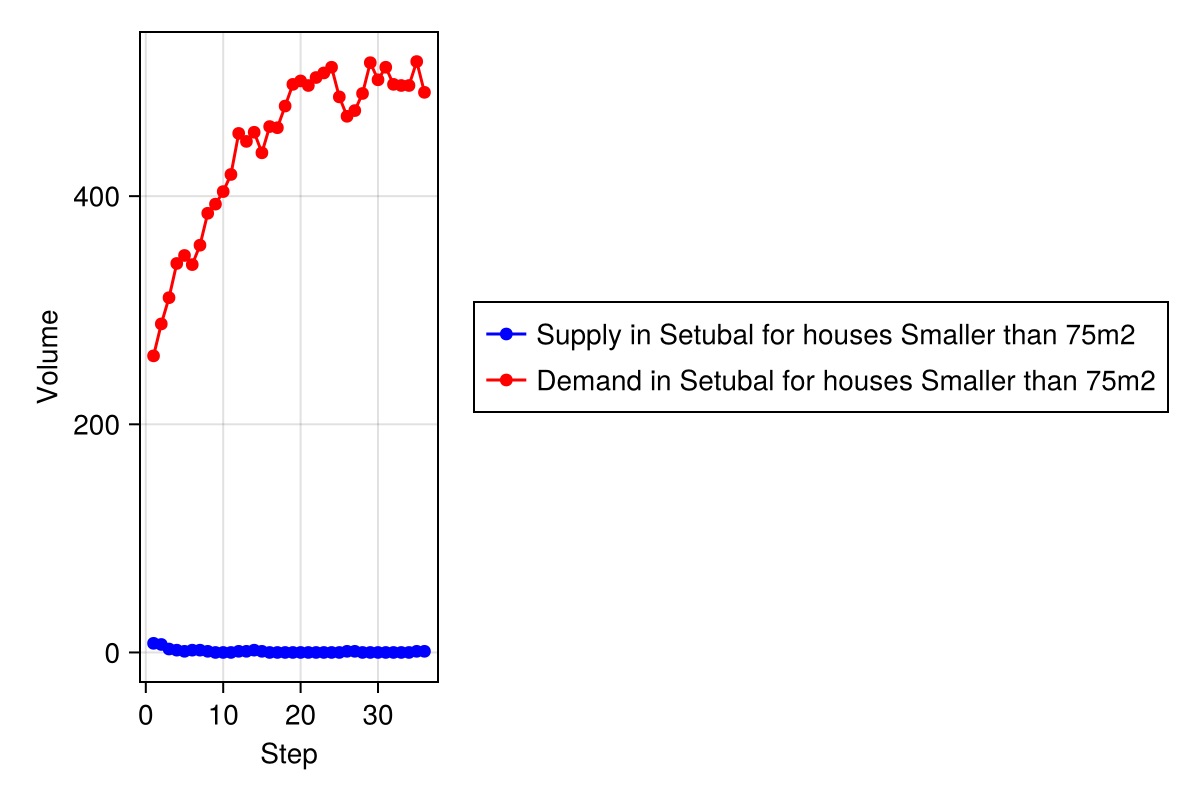 Volume
400
200
0
0 10 20 30
Step
Supply in Setubal for houses Smaller than 75m2
Demand in Setubal for houses Smaller than 75m2